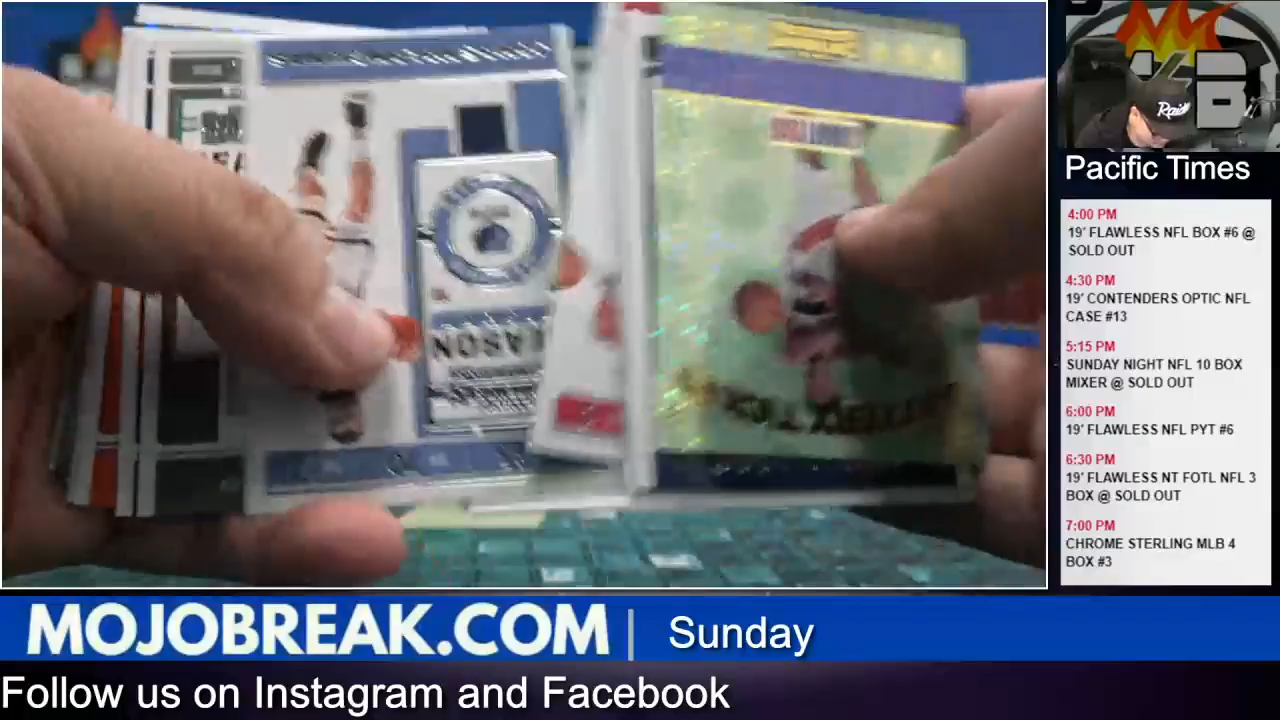 Raid
Pacific Times
4:00 PM
19' FLAWLESS NFL BOX #6 @
SOLD OUT
4:30 PM
19' CONTENDERS OPTIC NFL
CASE #13
5:15 PM
SUNDAY NIGHT NFL 10 BOX
MIXER @ SOLD OUT
6:00 PM
19' FLAWLESS NFL PYT #6
6:30 PM
19' FLAWLESS NT FOTL NFL 3
BOX @ SOLD OUT
7:00 PM
CHROME STERLING MLB 4
BOX #3
MOJOBREAK.COM | Sunday
Follow us on Instagram and Facebook